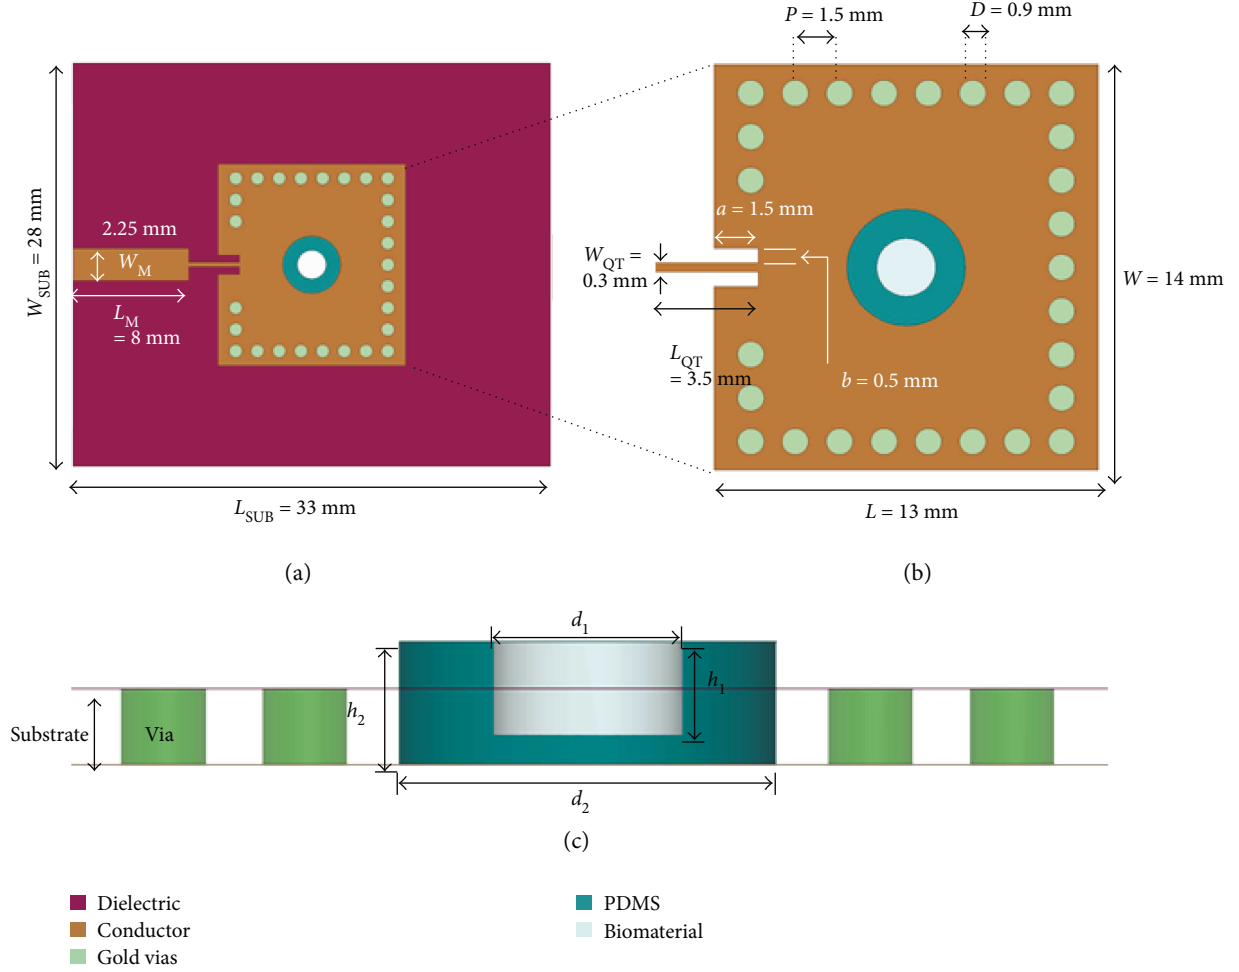 P = 1.5 mm
D = 0.9 mm
W_SUB = 28 mm
2.25 mm
W_M
L_M
= 8 mm
L_SUB = 33 mm
a = 1.5 mm
W_QT =
0.3 mm
L_QT
= 3.5 mm
b = 0.5 mm
W = 14 mm
L = 13 mm
(a)
(b)
d_1
h_1
h_2
Substrate
Via
d_2
(c)
Dielectric
Conductor
Gold vias
PDMS
Biomaterial